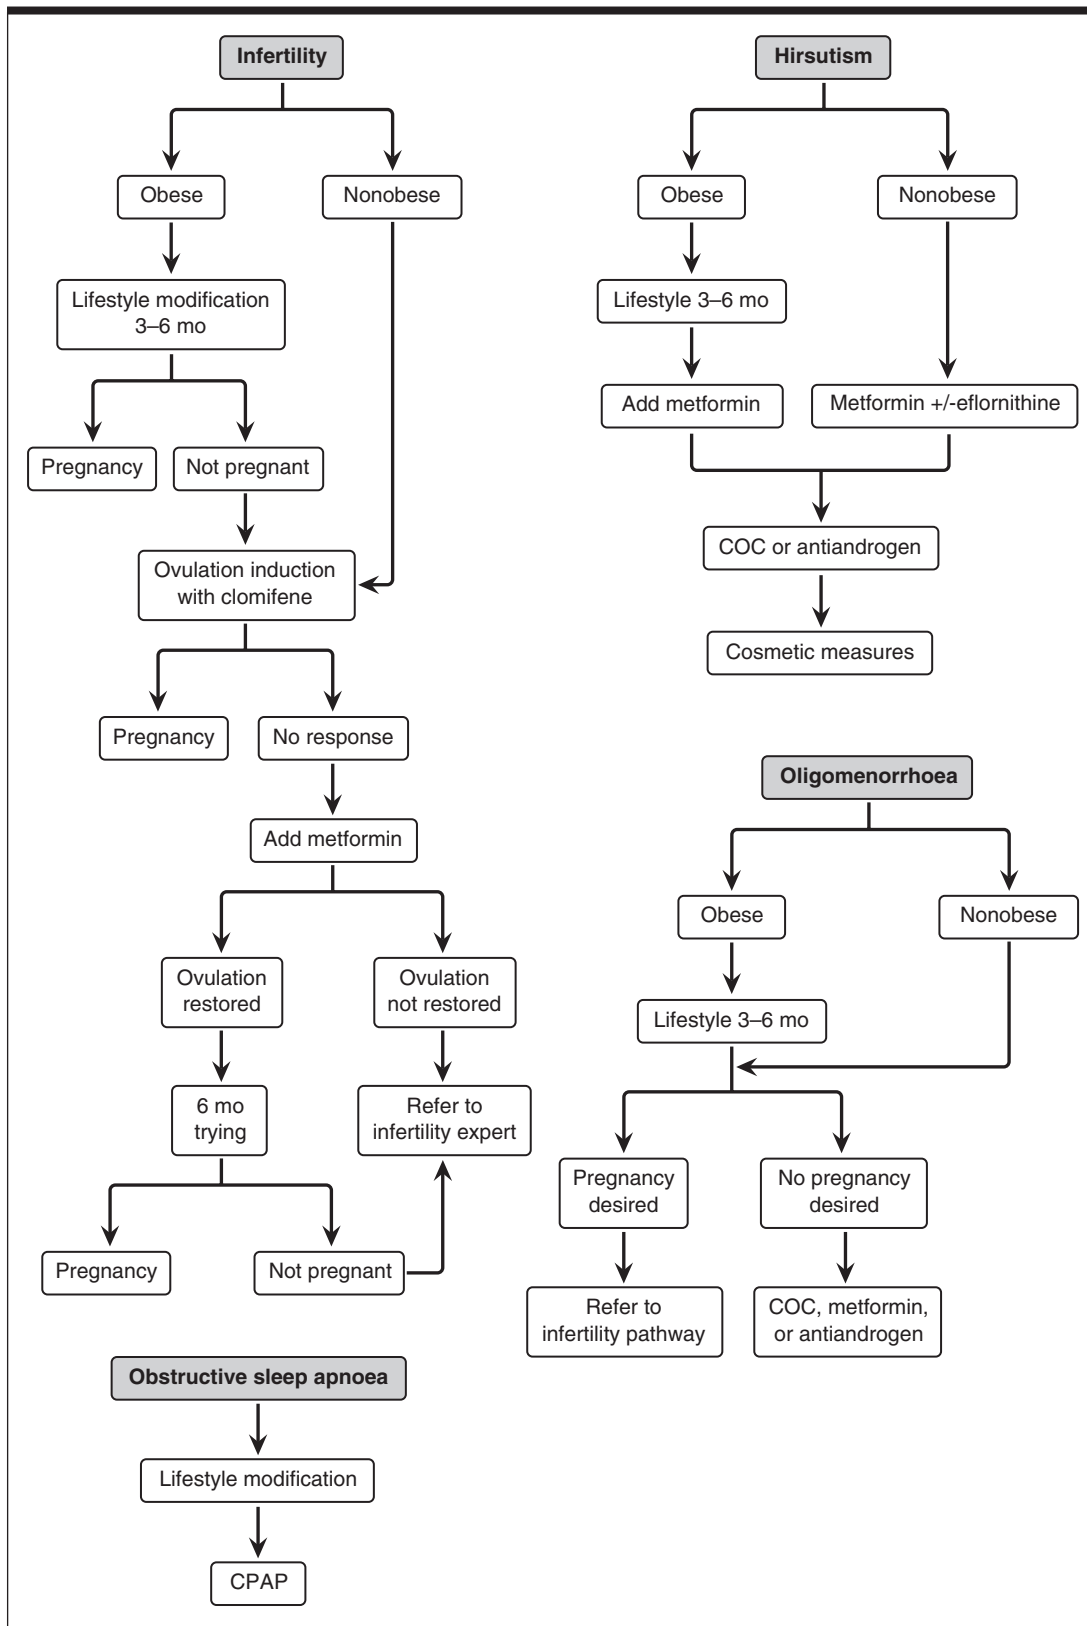 Infertility
Obese
Nonobese
Lifestyle modification
3–6 mo
Pregnancy
Not pregnant
Ovulation induction
with clomifene
Pregnancy
No response
Add metformin
Ovulation
restored
Ovulation
not restored
6 mo
trying
Refer to
infertility expert
Pregnancy
Not pregnant
Obstructive sleep apnoea
Lifestyle modification
CPAP
Hirsutism
Obese
Nonobese
Lifestyle 3–6 mo
Add metformin
Metformin +/-eflornithine
COC or antiandrogen
Cosmetic measures
Oligomenorrhoea
Obese
Nonobese
Lifestyle 3–6 mo
Pregnancy
desired
No pregnancy
desired
Refer to
infertility pathway
COC, metformin,
or antiandrogen